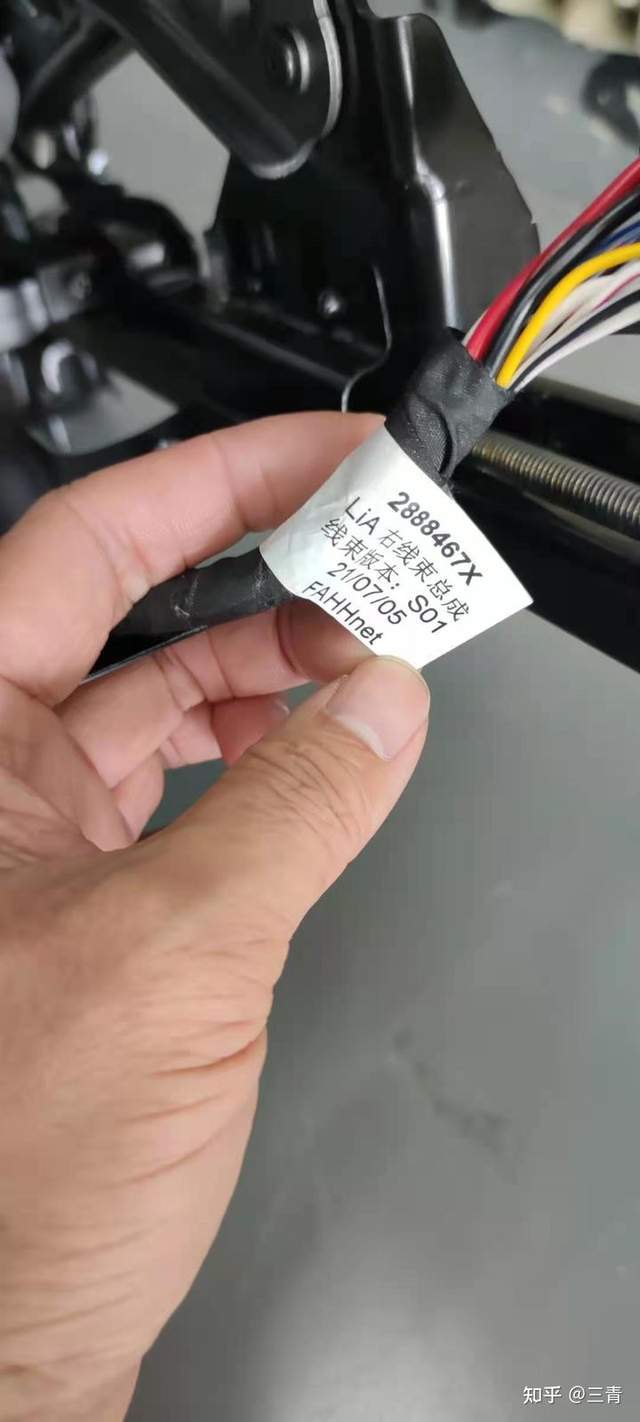 2888467X
LiA 右线束总成
线束版本：S01
21/07/05
FAHHnet
知乎 @三青